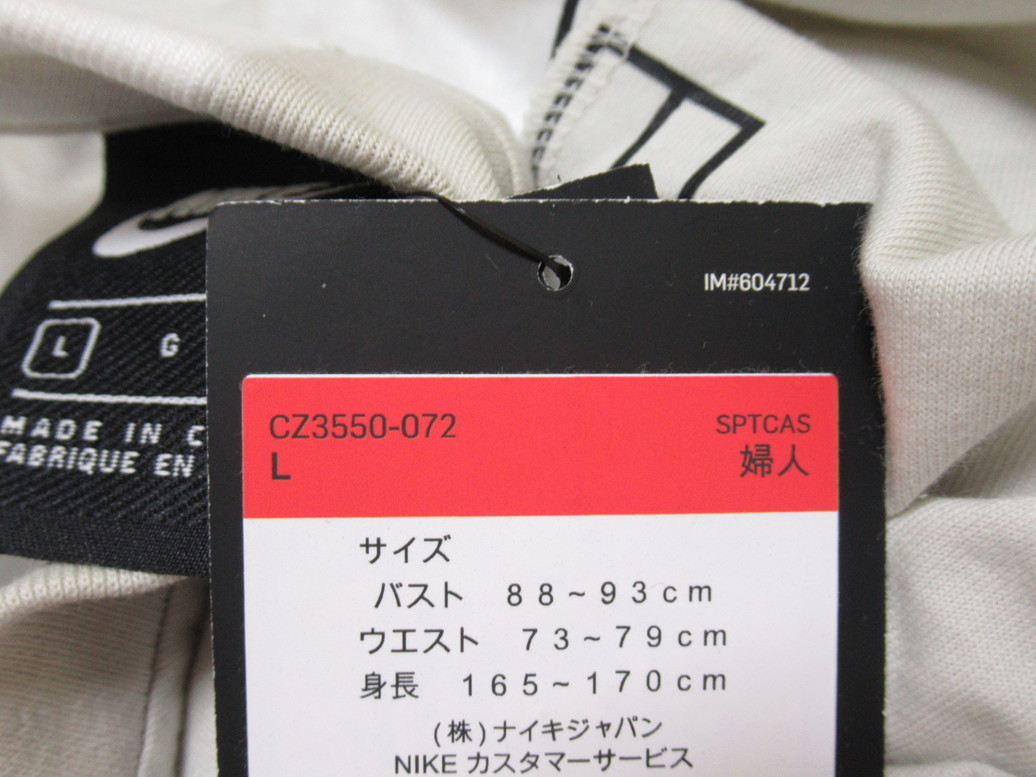 IM#604712
CZ3550-072
SPTCAS
L
婦人
サイズ
バスト 88~93cm
ウエスト 73~79cm
身長 165~170cm
(株)ナイキジャパン
NIKE カスタマーサービス
L G
MADE IN C
FABRIQUE EN